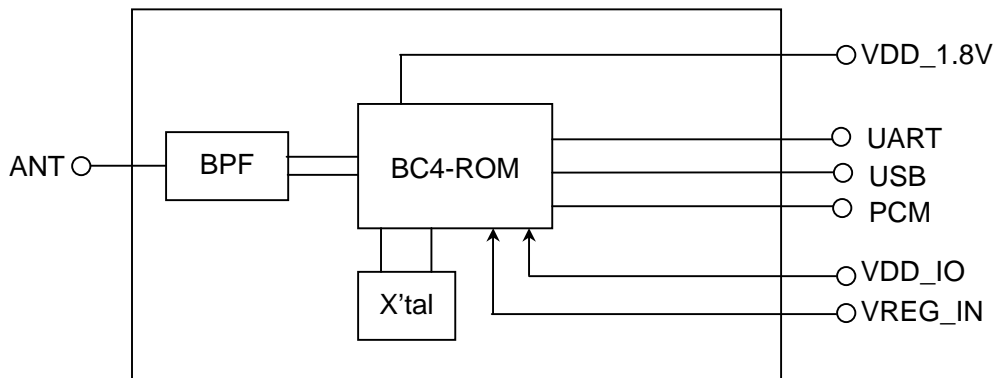 VDD_1.8V
UART
ANT
BPF
BC4-ROM
USB
PCM
VDD_IO
X'tal
VREG_IN